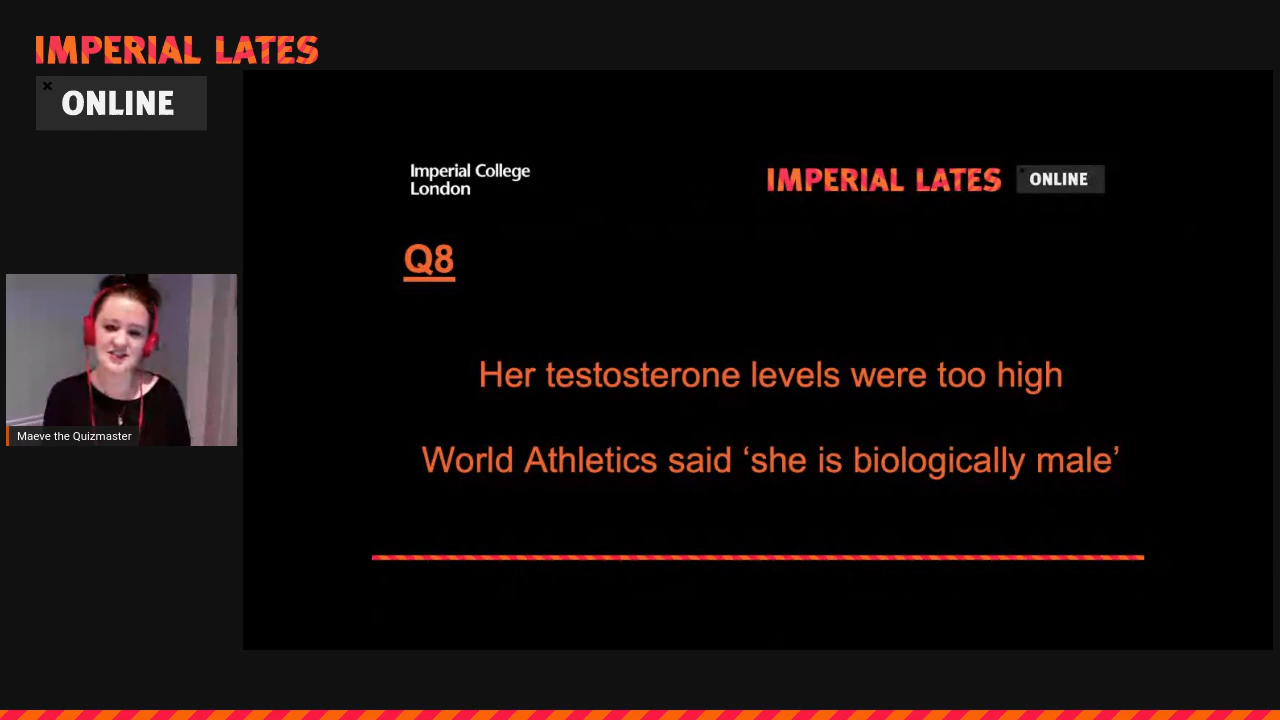 IMPERIAL LATES
ONLINE
Imperial College
London
IMPERIAL LATES ONLINE
Q8
Her testosterone levels were too high
World Athletics said ‘she is biologically male’
Maeve the Quizmaster